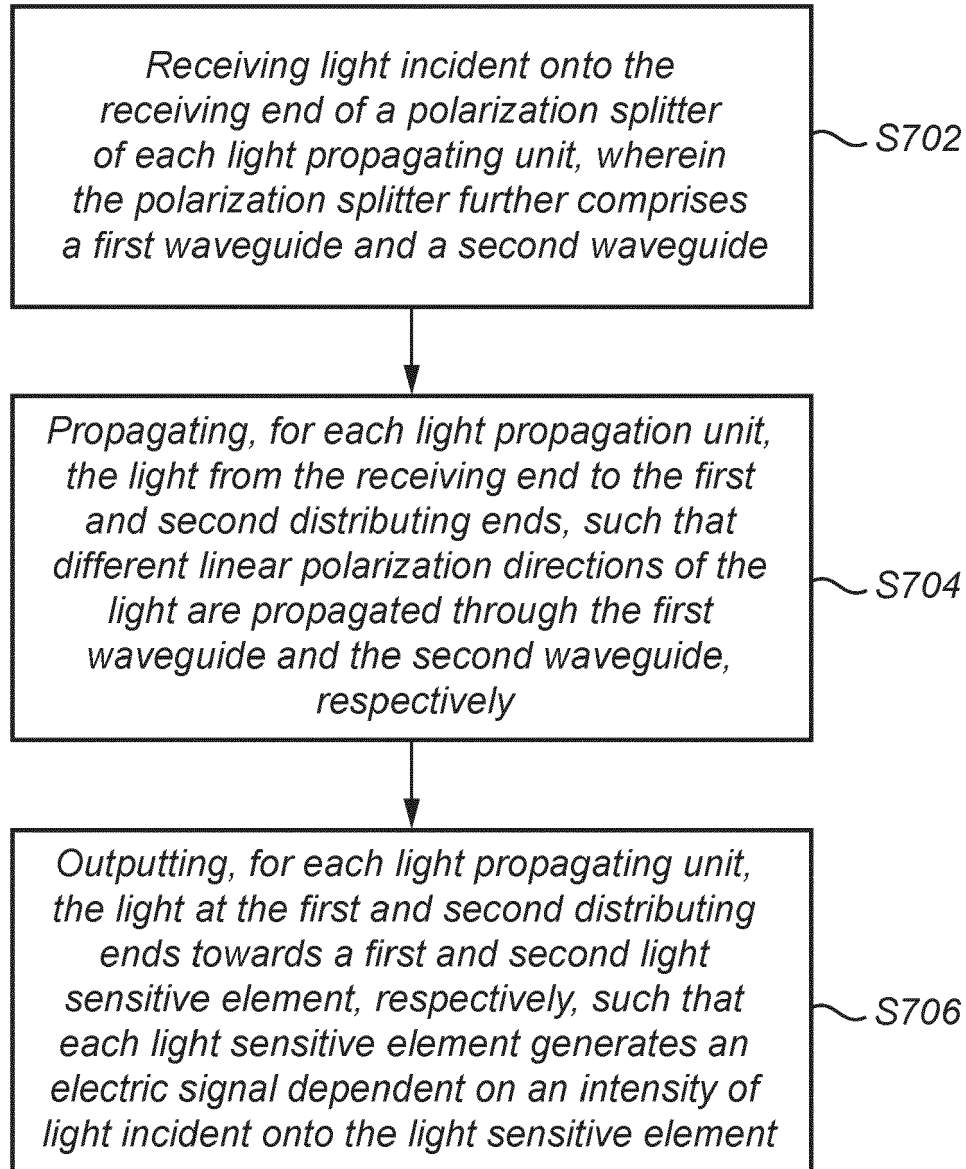 Receiving light incident onto the
receiving end of a polarization splitter
of each light propagating unit, wherein
the polarization splitter further comprises
a first waveguide and a second waveguide
S702
Propagating, for each light propagation unit,
the light from the receiving end to the first
and second distributing ends, such that
different linear polarization directions of the
light are propagated through the first
waveguide and the second waveguide,
respectively
S704
Outputting, for each light propagating unit,
the light at the first and second distributing
ends towards a first and second light
sensitive element, respectively, such that
each light sensitive element generates an
electric signal dependent on an intensity of
light incident onto the light sensitive element
S706